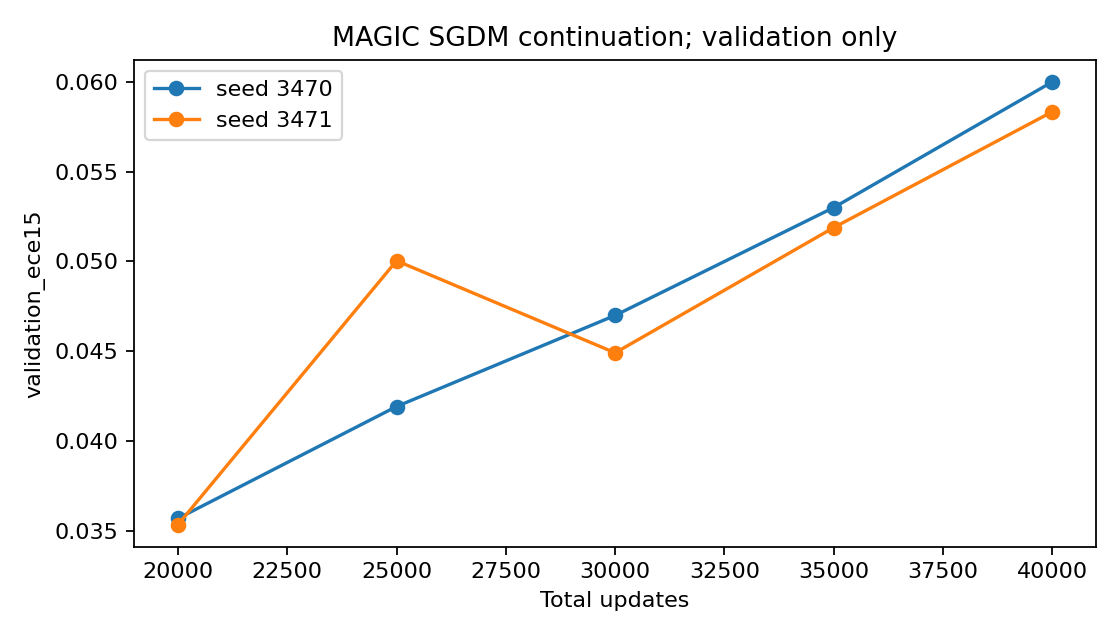 MAGIC SGDM continuation; validation only
seed 3470
seed 3471
0.060
0.055
0.050
0.045
0.040
0.035
validation_ece15
20000 22500 25000 27500 30000 32500 35000 37500 40000
Total updates